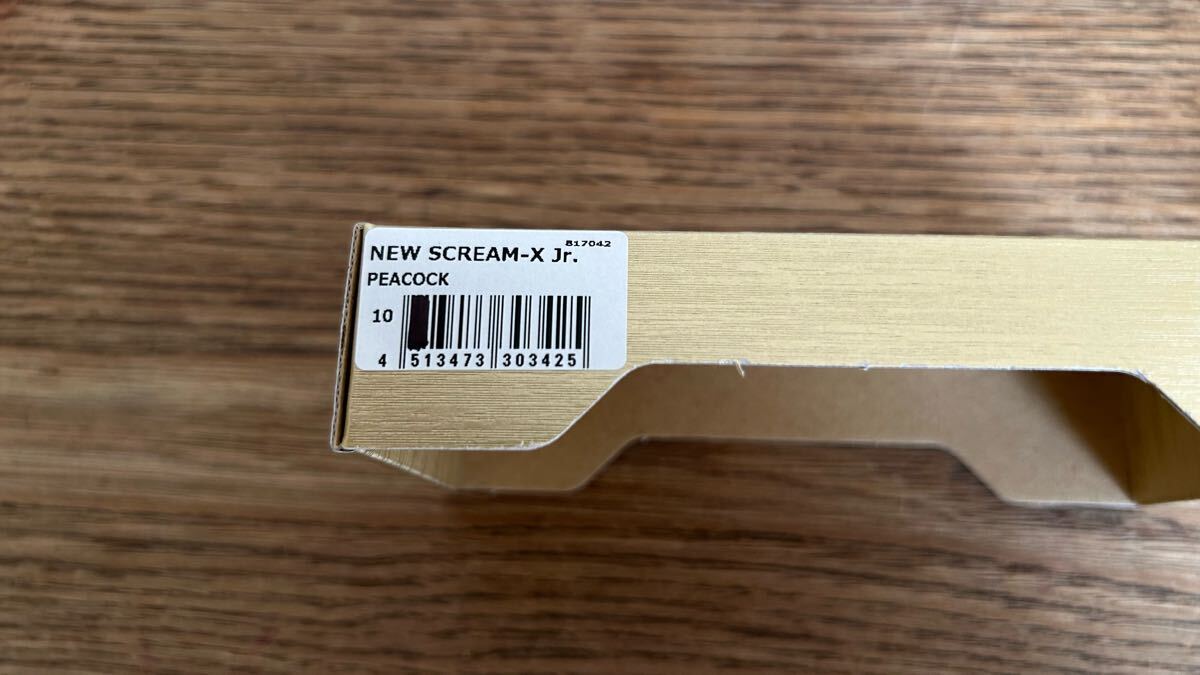 817042
NEW SCREAM-X Jr.
PEACOCK
10
4 513473 303425